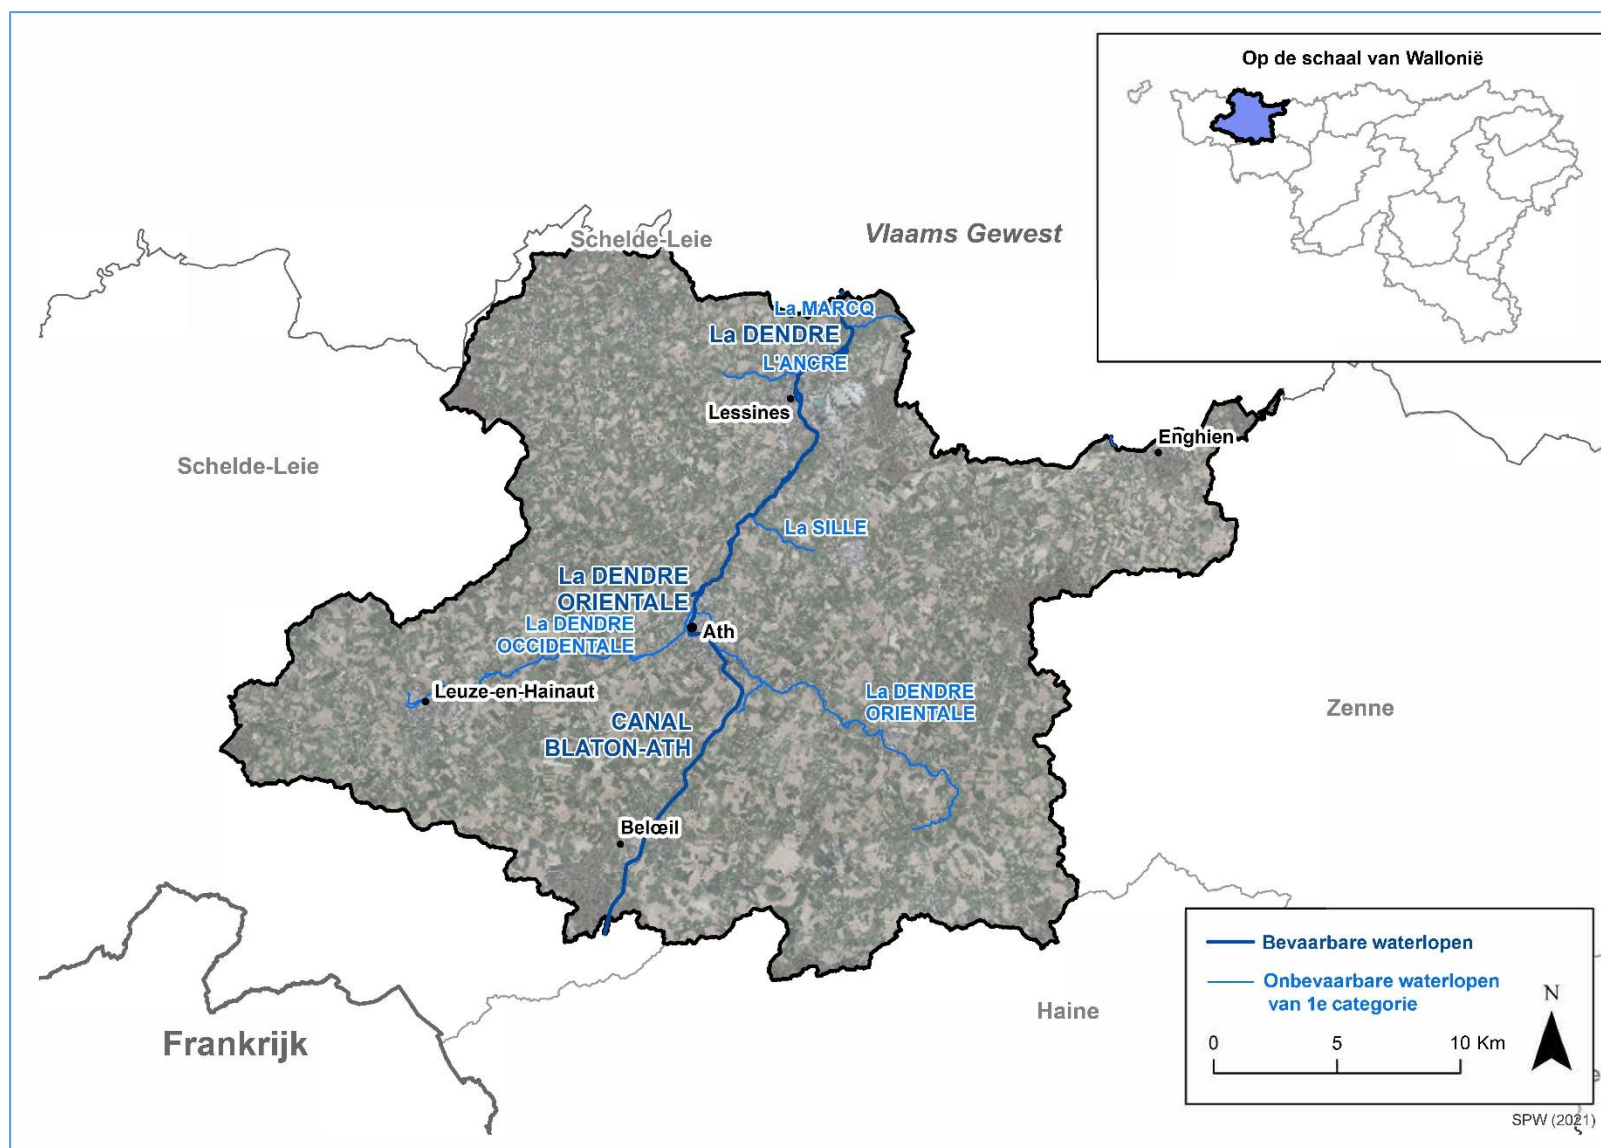 Op de schaal van Wallonië
Schelde-Leie
Vlaams Gewest
La MARCQ
La DENDRE
L'ANCRE
Lessines
Enghien
Schelde-Leie
La SILLE
La DENDRE
ORIENTALE
La DENDRE
OCCIDENTALE
Ath
Leuze-en-Hainaut
La DENDRE
ORIENTALE
Zenne
CANAL
BLATON-ATH
Belœil
Haine
Frankrijk
Bevaarbare waterlopen
Onbevaarbare waterlopen
van 1e categorie
N
0 5 10 Km
SPW (2021)